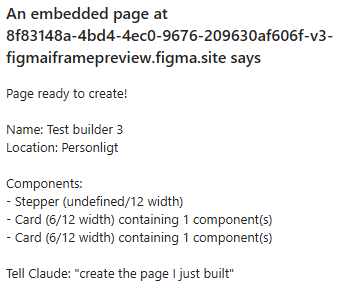 An embedded page at
8f83148a-4bd4-4ec0-9676-209630af606f-v3-
figmaiframepreview.figma.site says
Page ready to create!
Name: Test builder 3
Location: Personligt
Components:
- Stepper (undefined/12 width)
- Card (6/12 width) containing 1 component(s)
- Card (6/12 width) containing 1 component(s)
Tell Claude: "create the page I just built"